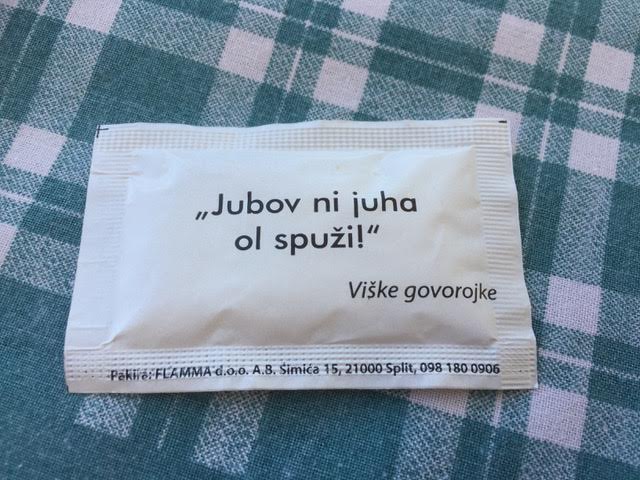 „Jubov ni juha
ol spuži!“
Viške govorojke
Pakira: FLAMMA d.o.o. A.B. Šimića 15, 21000 Split, 098 180 0906